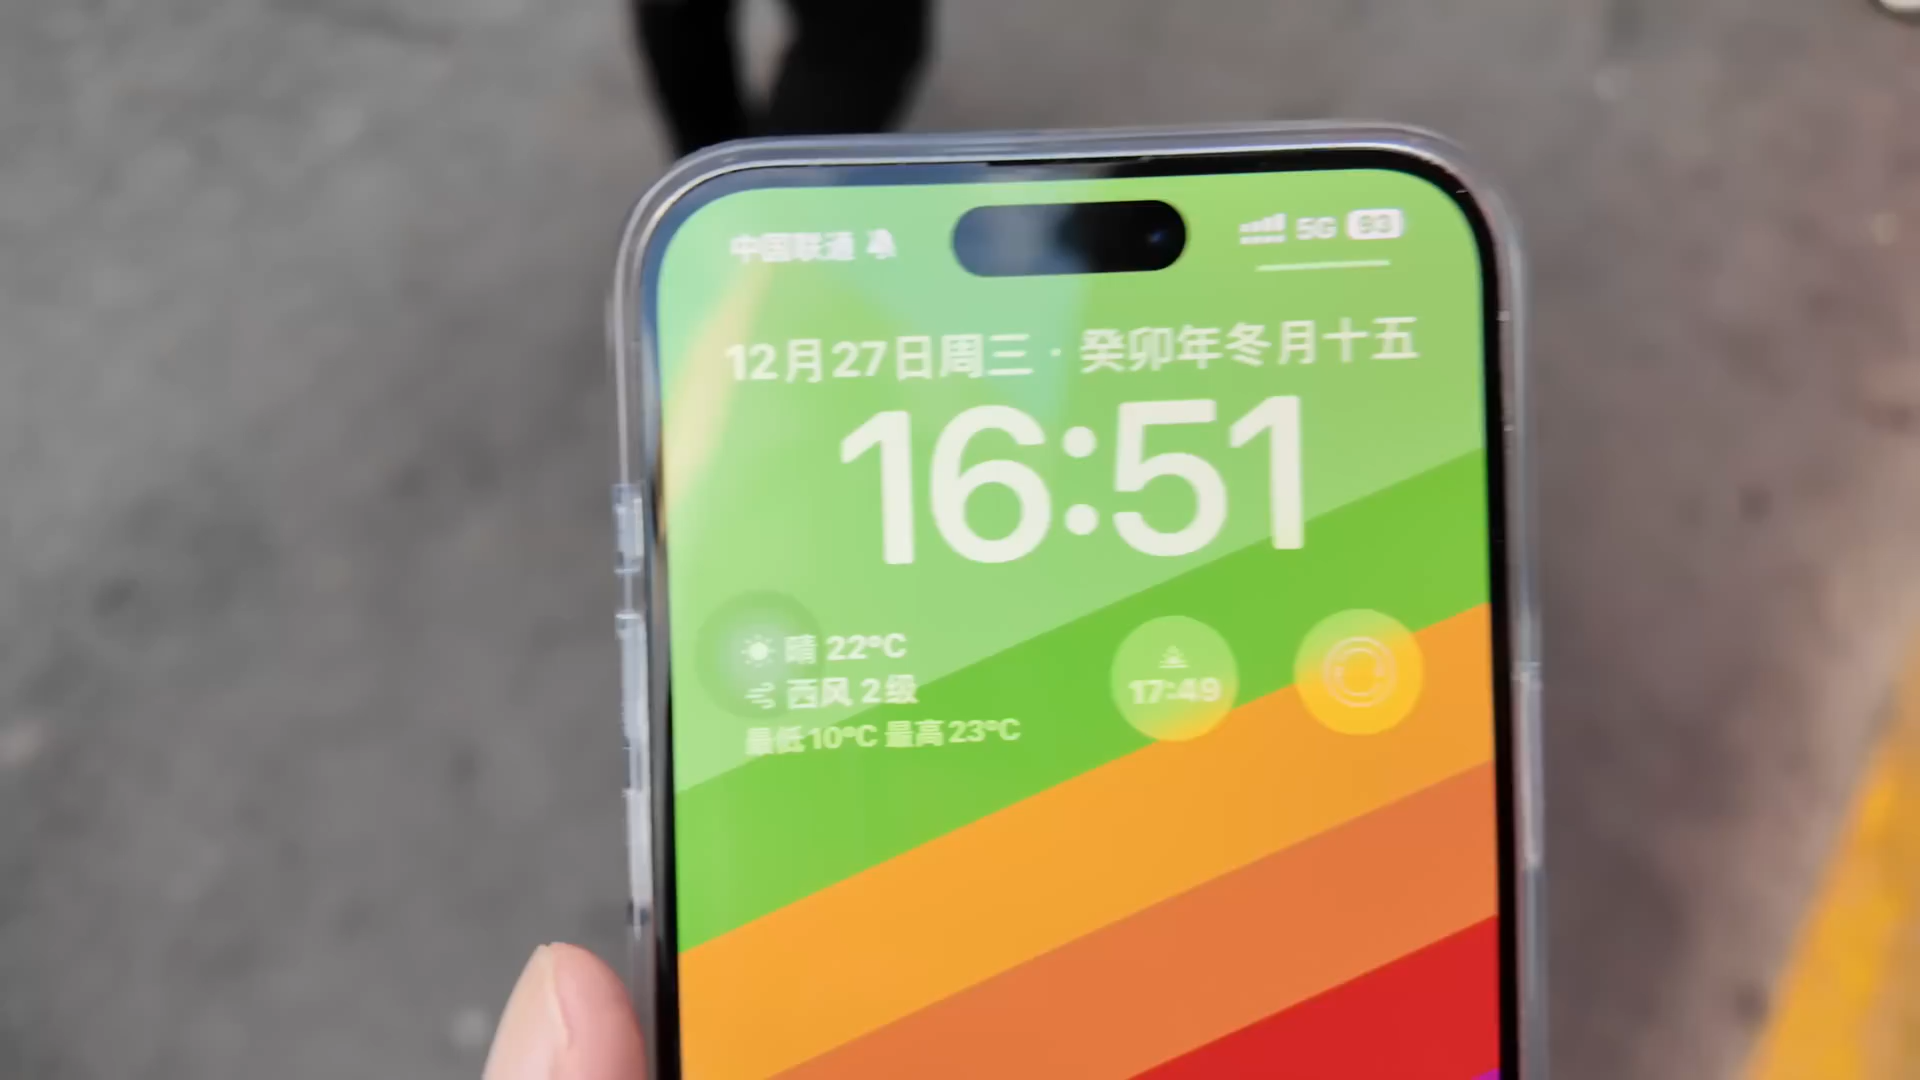 中国联通
5G 83
12月27日周三 · 癸卯年冬月十五
16:51
晴 22°C
西风 2级
最低10°C 最高23°C
17:49